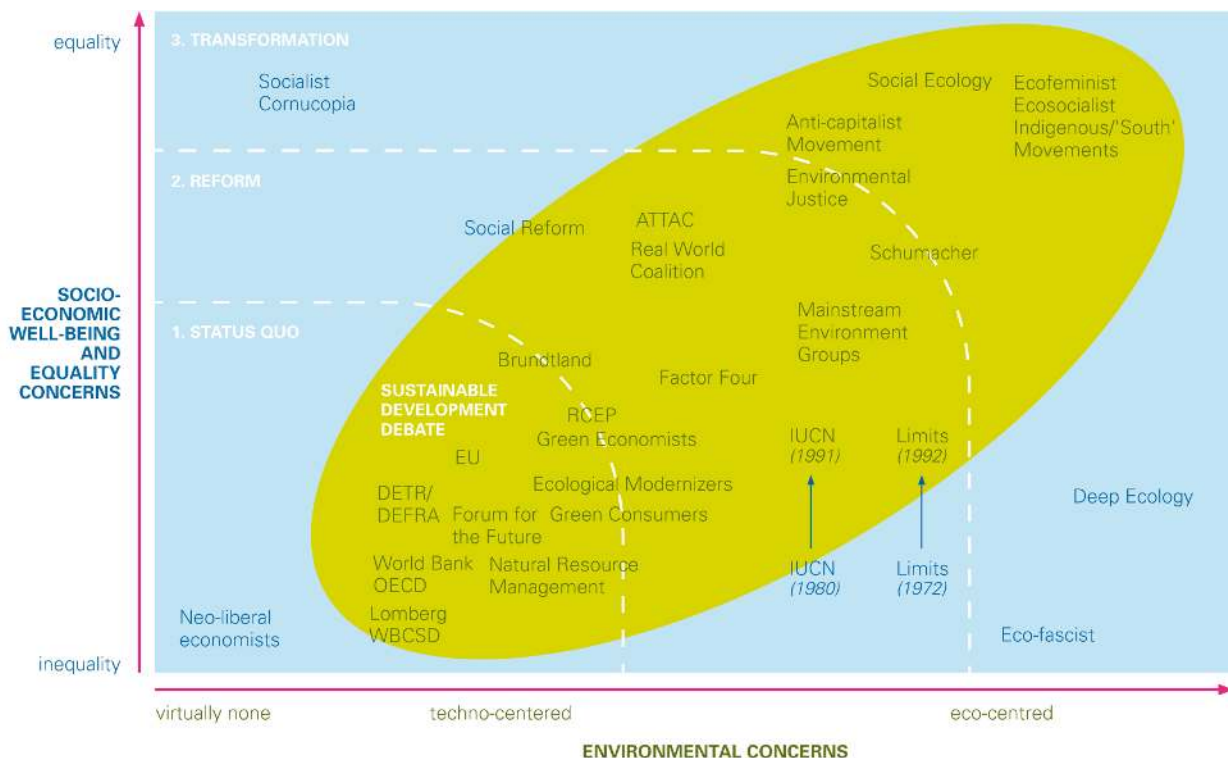 equality
3. TRANSFORMATION
Socialist
Cornucopia
Social Ecology
Ecofeminist
Ecosocialist
Indigenous/'South'
Movements
Anti-capitalist
Movement
2. REFORM
Environmental
Justice
Social Reform
ATTAC
Real World
Coalition
Schumacher
SOCIO-
ECONOMIC
WELL-BEING
AND
EQUALITY
CONCERNS
1. STATUS QUO
Mainstream
Environment
Groups
Brundtland
Factor Four
SUSTAINABLE
DEVELOPMENT
DEBATE
RCEP
Green Economists
IUCN
(1991)
Limits
(1992)
EU
Ecological Modernizers
DETR/
DEFRA
Forum for
the Future
Green Consumers
Deep Ecology
World Bank
OECD
Natural Resource
Management
IUCN
(1980)
Limits
(1972)
Neo-liberal
economists
Lomberg
WBCSD
Eco-fascist
inequality
virtually none
techno-centered
eco-centred
ENVIRONMENTAL CONCERNS